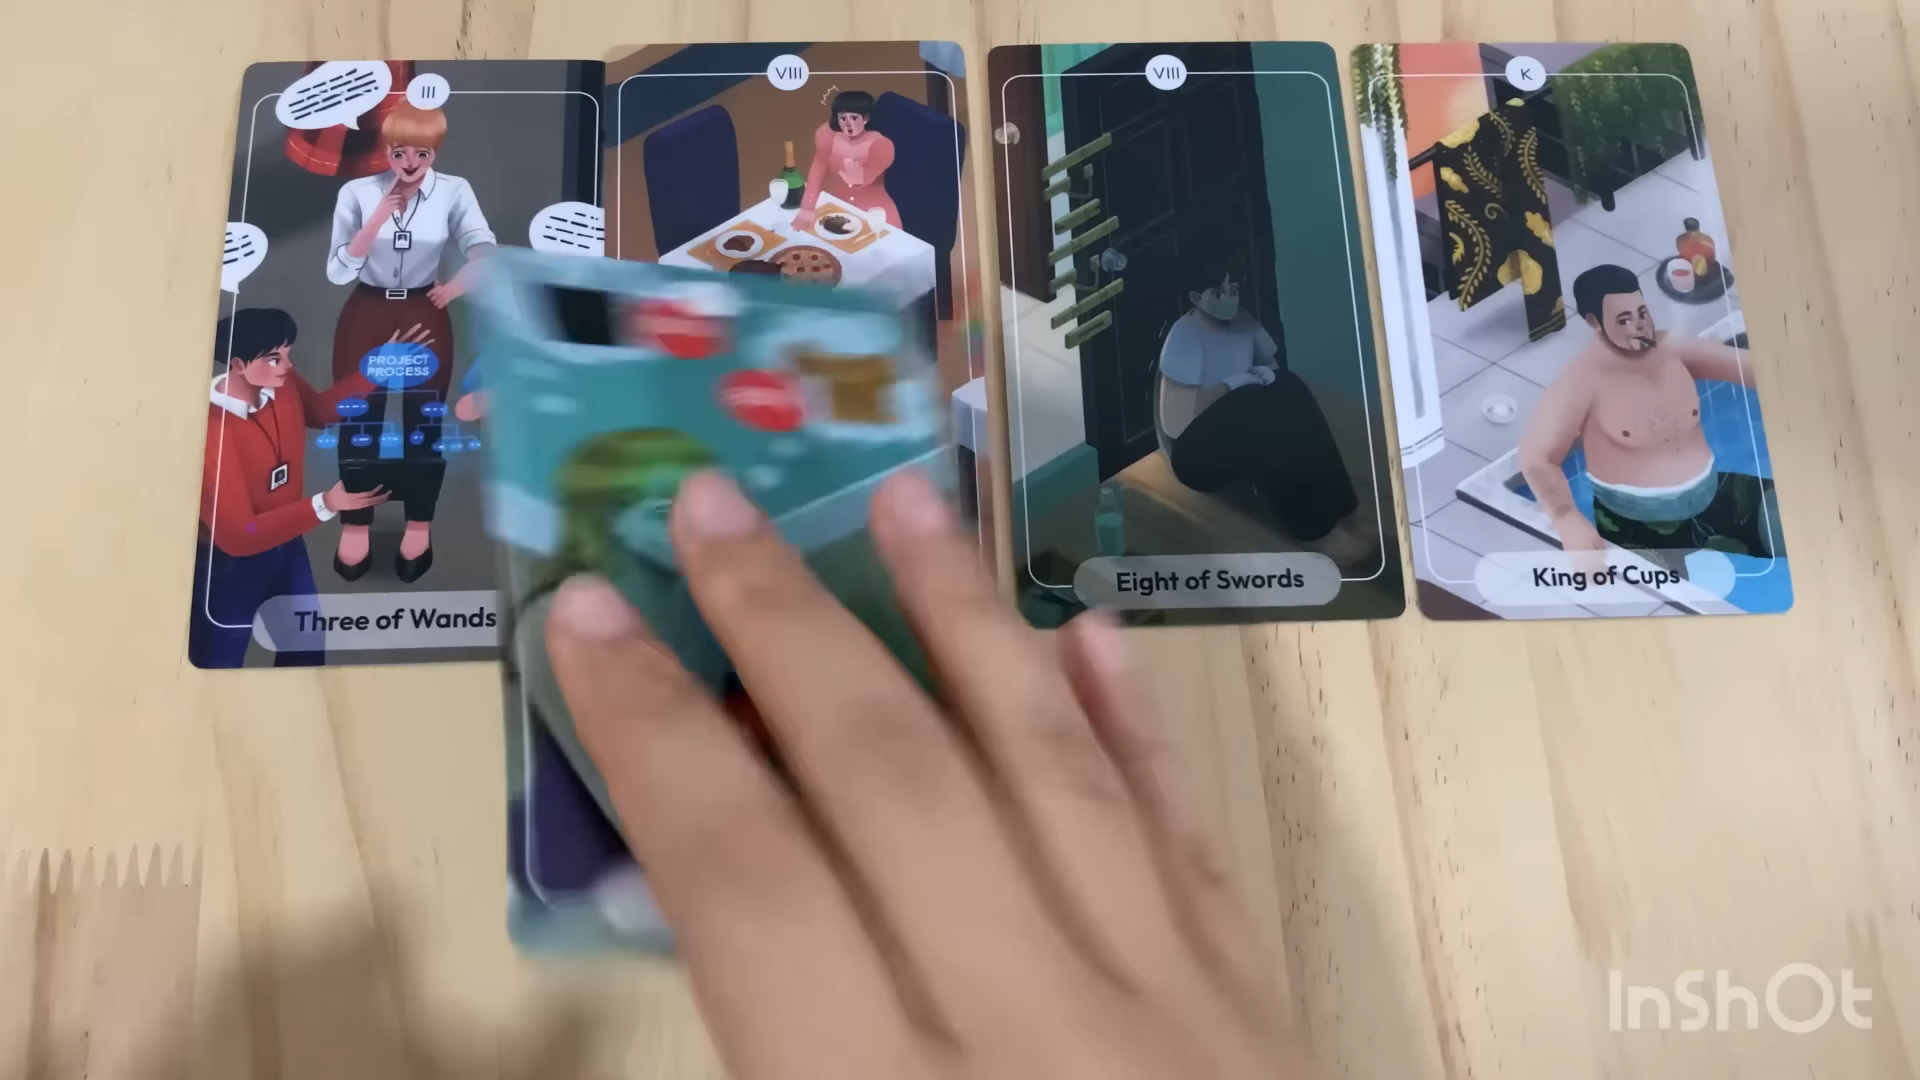 III
VIII
VIII
K
PROJECT
PROCESS
Three of Wands
Eight of Swords
King of Cups
InShOt